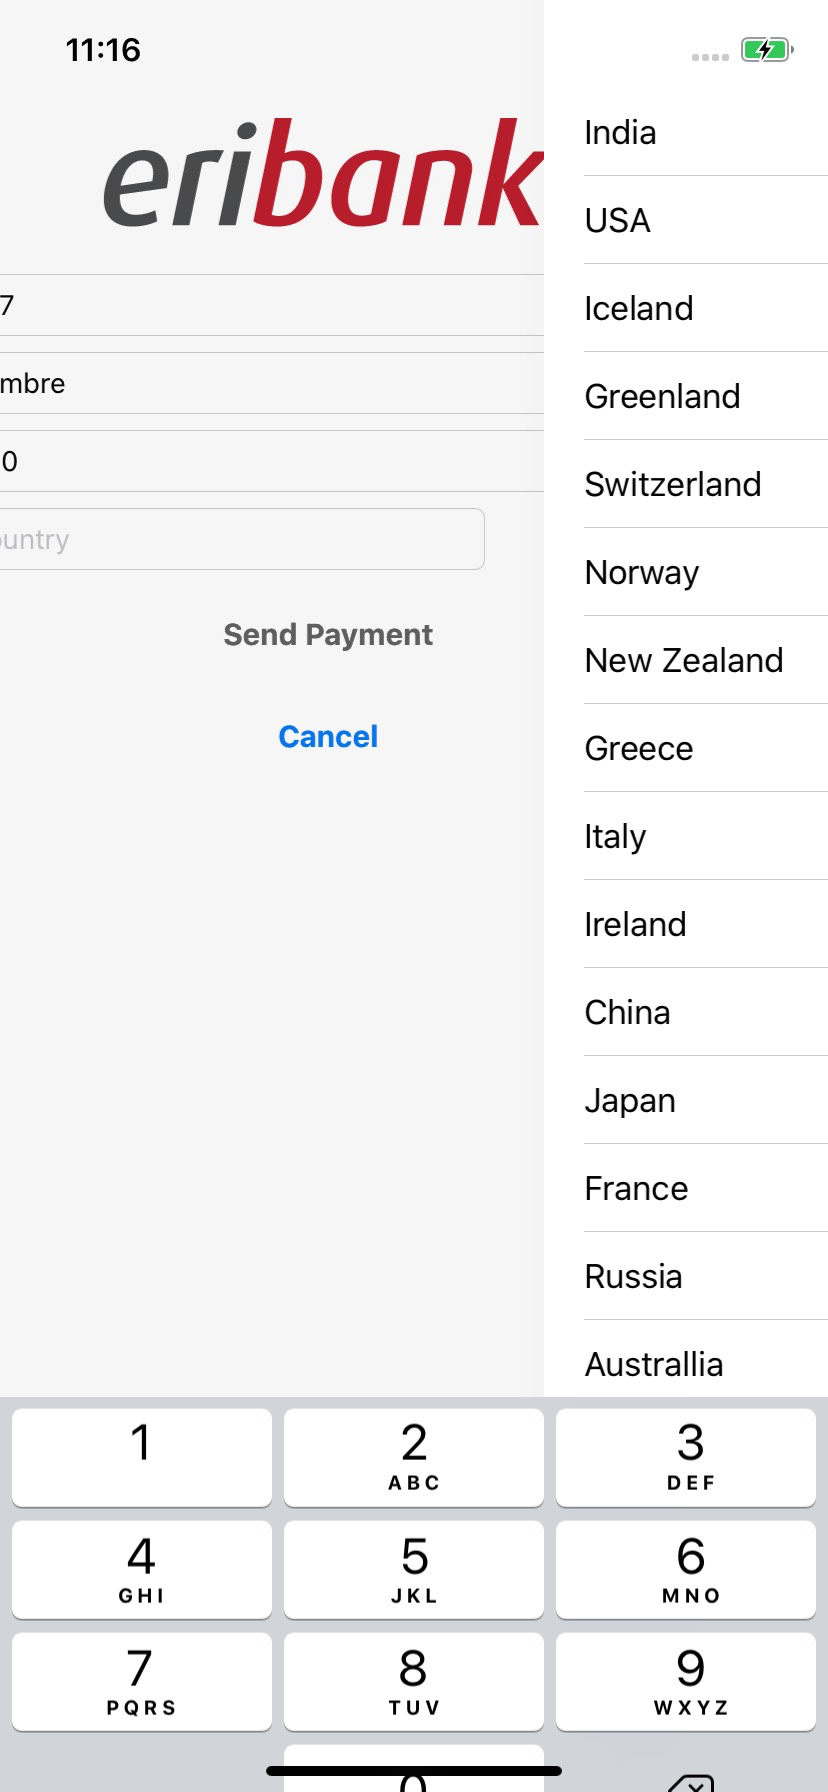 11:16
eribank
7
mbre
0
ountry
Send Payment
Cancel
India
USA
Iceland
Greenland
Switzerland
Norway
New Zealand
Greece
Italy
Ireland
China
Japan
France
Russia
Australlia
1
2
ABC
3
DEF
4
GHI
5
JKL
6
MNO
7
PQRS
8
TUV
9
WXYZ
0